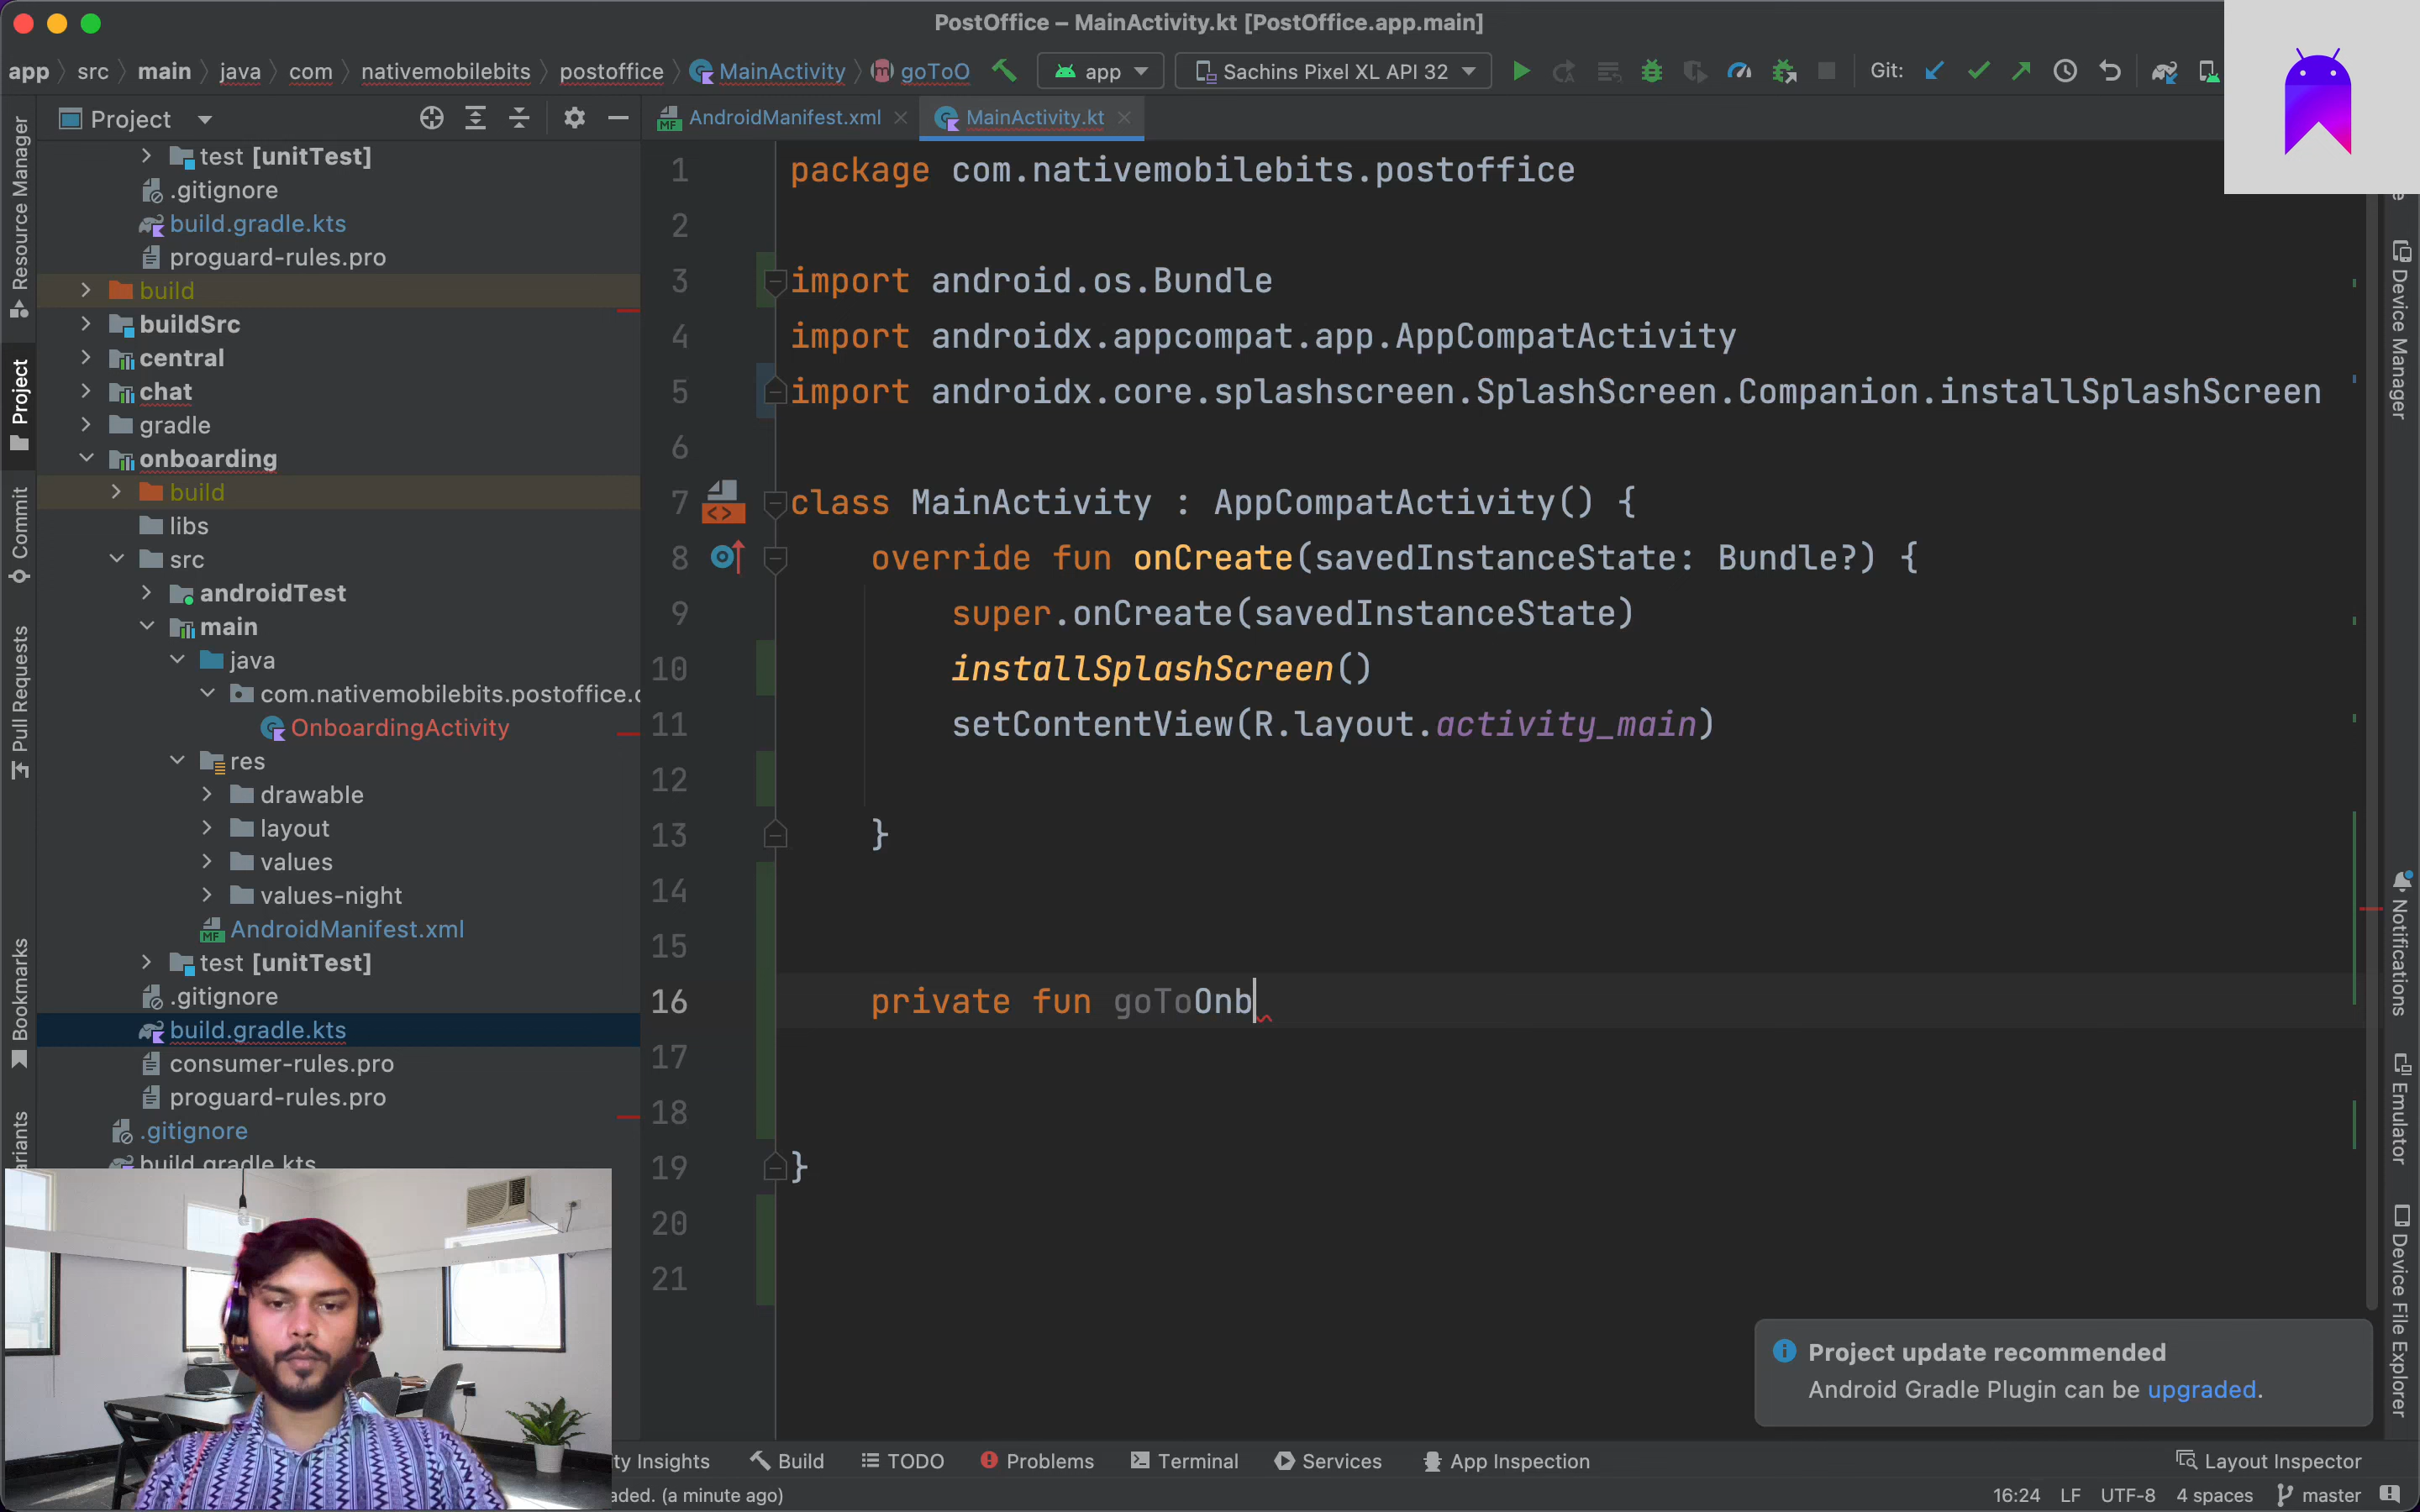 PostOffice – MainActivity.kt [PostOffice.app.main]
app src main java com nativemobilebits postoffice MainActivity goToO app Sachins Pixel XL API 32 Git:
Project
AndroidManifest.xml
MainActivity.kt
Resource Manager
Project
Commit
Pull Requests
Bookmarks
test [unitTest]
.gitignore
build.gradle.kts
proguard-rules.pro
build
buildSrc
central
chat
gradle
onboarding
build
libs
src
androidTest
main
java
com.nativemobilebits.postoffice.
OnboardingActivity
res
drawable
layout
values
values-night
MF AndroidManifest.xml
test [unitTest]
.gitignore
build.gradle.kts
consumer-rules.pro
proguard-rules.pro
.gitignore
build.gradle.kts
1 package com.nativemobilebits.postoffice
2
3 import android.os.Bundle
4 import androidx.appcompat.app.AppCompatActivity
5 import androidx.core.splashscreen.SplashScreen.Companion.installSplashScreen
6
7 class MainActivity : AppCompatActivity() {
8 override fun onCreate(savedInstanceState: Bundle?) {
9 super.onCreate(savedInstanceState)
10 installSplashScreen()
11 setContentView(R.layout.activity_main)
12
13 }
14
15
16 private fun goToOnb
17
18
19 }
20
21
Device Manager
Notifications
Emulator
Device File Explorer
Project update recommended
Android Gradle Plugin can be upgraded.
ty Insights Build TODO Problems Terminal Services App Inspection Layout Inspector
aded. (a minute ago) 16:24 LF UTF-8 4 spaces master